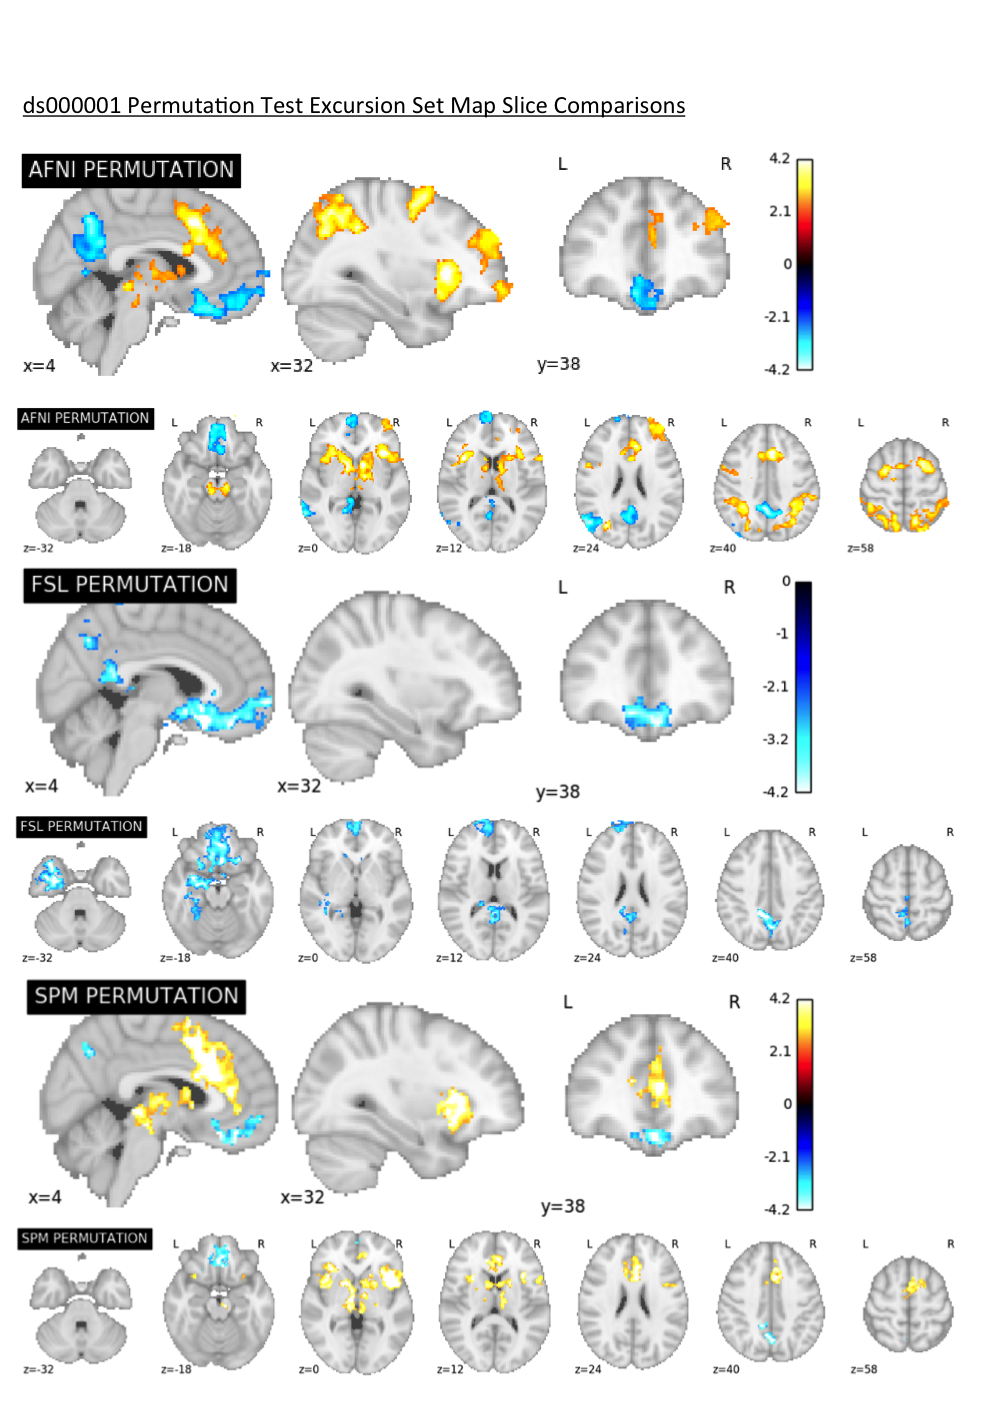 ds000001 Permutation Test Excursion Set Map Slice Comparisons
AFNI PERMUTATION
L R
4.2
2.1
0
-2.1
-4.2
x=4 x=32 y=38
AFNI PERMUTATION
L R L R L R L R L R L R
z=-32 z=-18 z=0 z=12 z=24 z=40 z=58
FSL PERMUTATION
L R
0
-1
-2.1
-3.2
-4.2
x=4 x=32 y=38
FSL PERMUTATION
L R L R L R L R L R L R
z=-32 z=-18 z=0 z=12 z=24 z=40 z=58
SPM PERMUTATION
L R
4.2
2.1
0
-2.1
-4.2
x=4 x=32 y=38
SPM PERMUTATION
L R L R L R L R L R L R
z=-32 z=-18 z=0 z=12 z=24 z=40 z=58